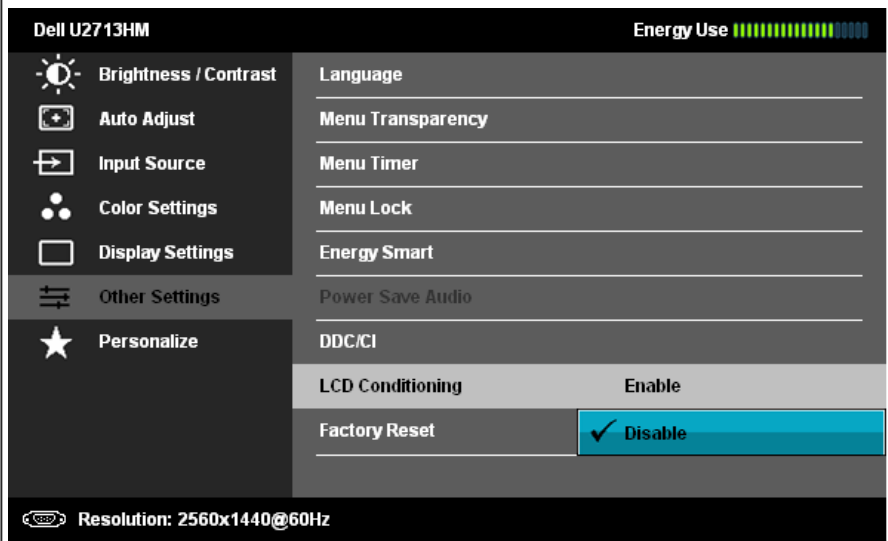 Dell U2713HM Energy Use
Brightness / Contrast
Auto Adjust
Input Source
Color Settings
Display Settings
Other Settings
Personalize
Language
Menu Transparency
Menu Timer
Menu Lock
Energy Smart
Power Save Audio
DDC/CI
LCD Conditioning Enable
Factory Reset Disable
Resolution: 2560x1440@60Hz